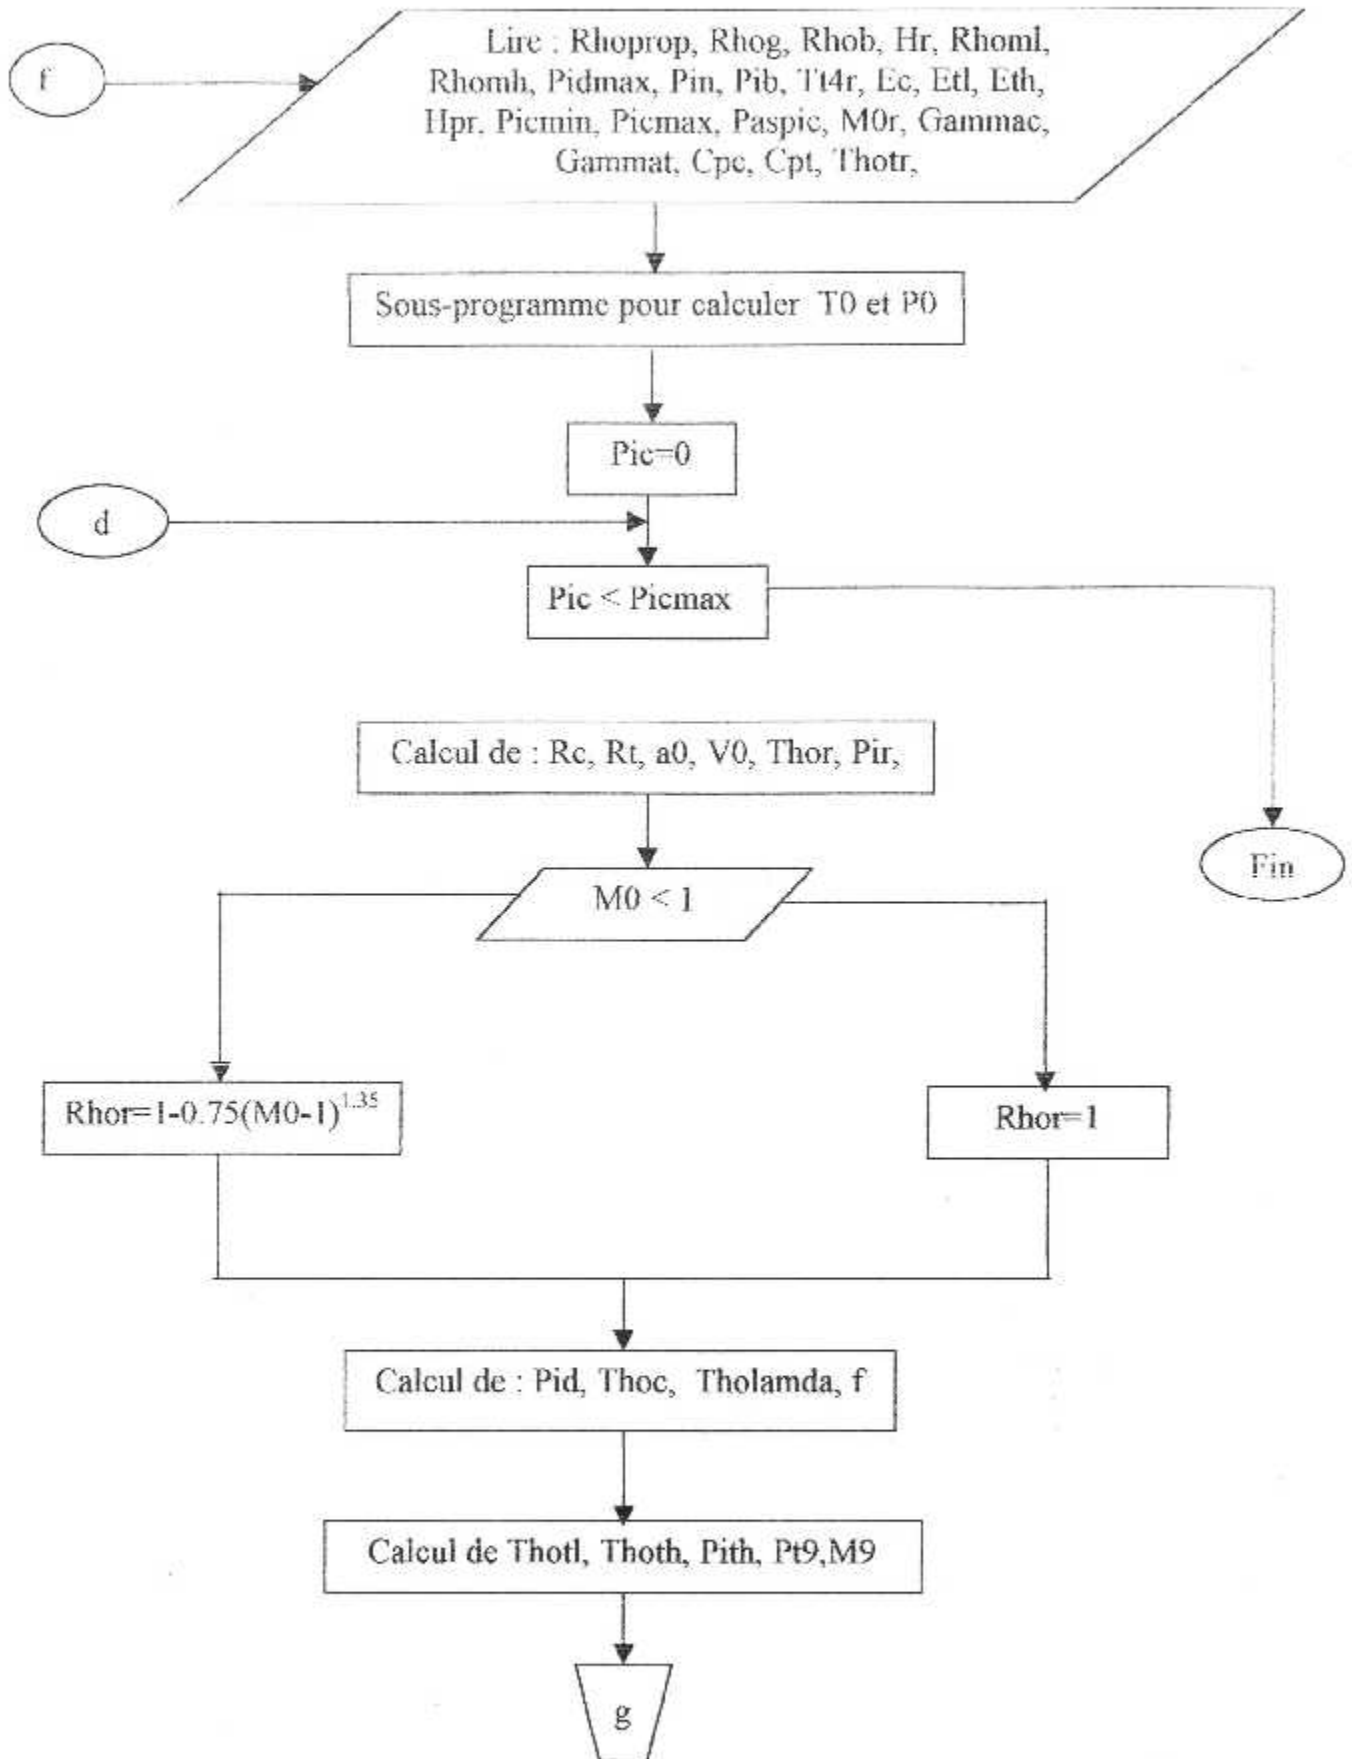 f
Lire : Rhoprop, Rhog, Rhob, Hr, Rhoml,
Rhomh, Pidmax, Pin, Pib, Tt4r, Ec, Etl, Eth,
Hpr, Picmin, Picmax, Paspic, M0r, Gammac,
Gammat, Cpc, Cpt, Thotr,
Sous-programme pour calculer T0 et P0
Pic=0
d
Pic < Picmax
Calcul de : Rc, Rt, a0, V0, Thor, Pir,
Fin
M0 < 1
Rhor=1-0.75(M0-1)^1.35
Rhor=1
Calcul de : Pid, Thoc, Tholamda, f
Calcul de Thotl, Thoth, Pith, Pt9,M9
g